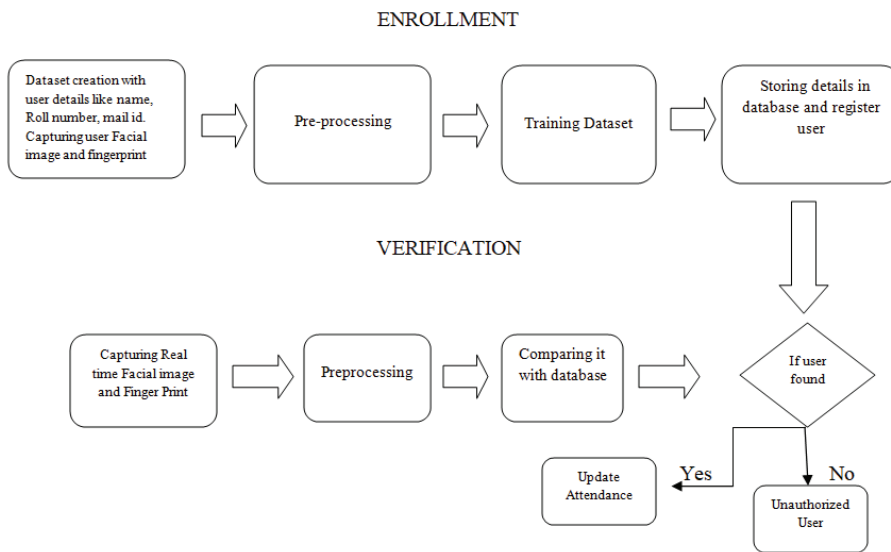 ENROLLMENT
Dataset creation with
user details like name,
Roll number, mail id.
Capturing user Facial
image and fingerprint
Pre-processing
Training Dataset
Storing details in
database and register
user
VERIFICATION
Capturing Real
time Facial image
and Finger Print
Preprocessing
Comparing it
with database
If user
found
Yes
No
Update
Attendance
Unauthorized
User